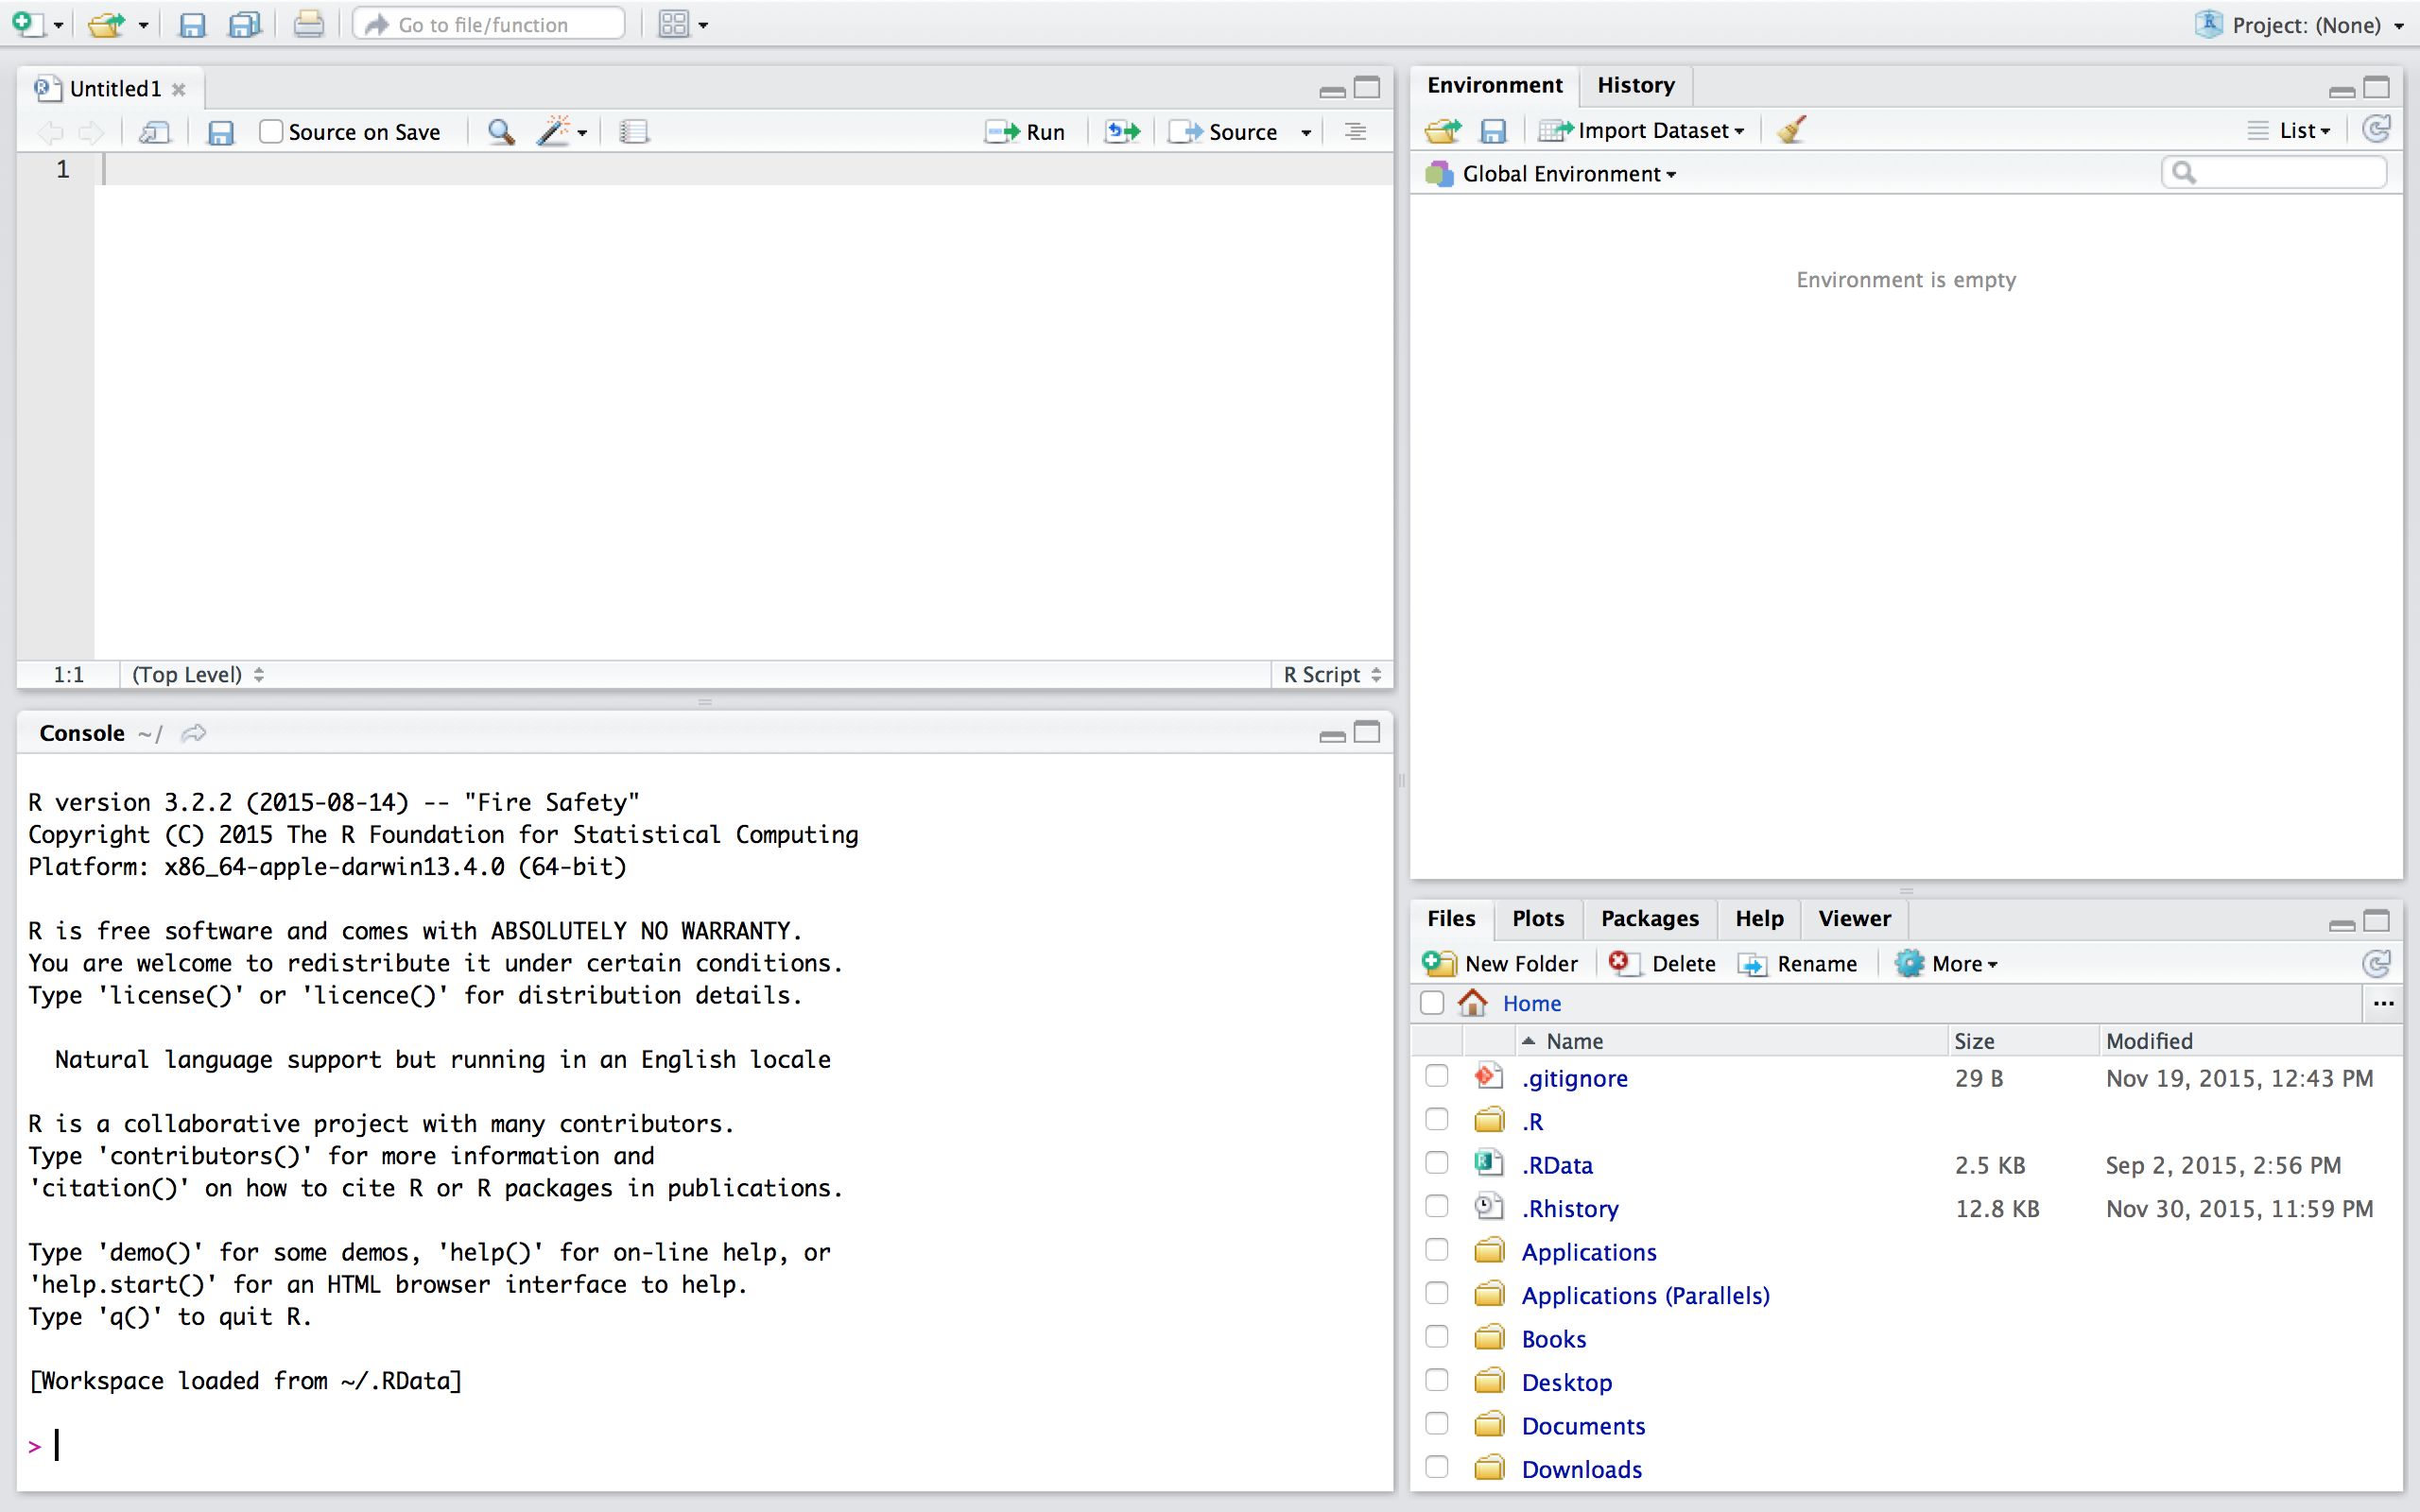 Go to file/function
Project: (None)
Untitled1
Source on Save
Run
Source
1
1:1
(Top Level)
R Script
Console ~/
R version 3.2.2 (2015-08-14) -- "Fire Safety"
Copyright (C) 2015 The R Foundation for Statistical Computing
Platform: x86_64-apple-darwin13.4.0 (64-bit)
R is free software and comes with ABSOLUTELY NO WARRANTY.
You are welcome to redistribute it under certain conditions.
Type 'license()' or 'licence()' for distribution details.
Natural language support but running in an English locale
R is a collaborative project with many contributors.
Type 'contributors()' for more information and
'citation()' on how to cite R or R packages in publications.
Type 'demo()' for some demos, 'help()' for on-line help, or
'help.start()' for an HTML browser interface to help.
Type 'q()' to quit R.
[Workspace loaded from ~/.RData]
>
Environment History
Import Dataset List
Global Environment
Environment is empty
Files Plots Packages Help Viewer
New Folder Delete Rename More
Home ...
Name Size Modified
.gitignore 29 B Nov 19, 2015, 12:43 PM
.R
.RData 2.5 KB Sep 2, 2015, 2:56 PM
.Rhistory 12.8 KB Nov 30, 2015, 11:59 PM
Applications
Applications (Parallels)
Books
Desktop
Documents
Downloads